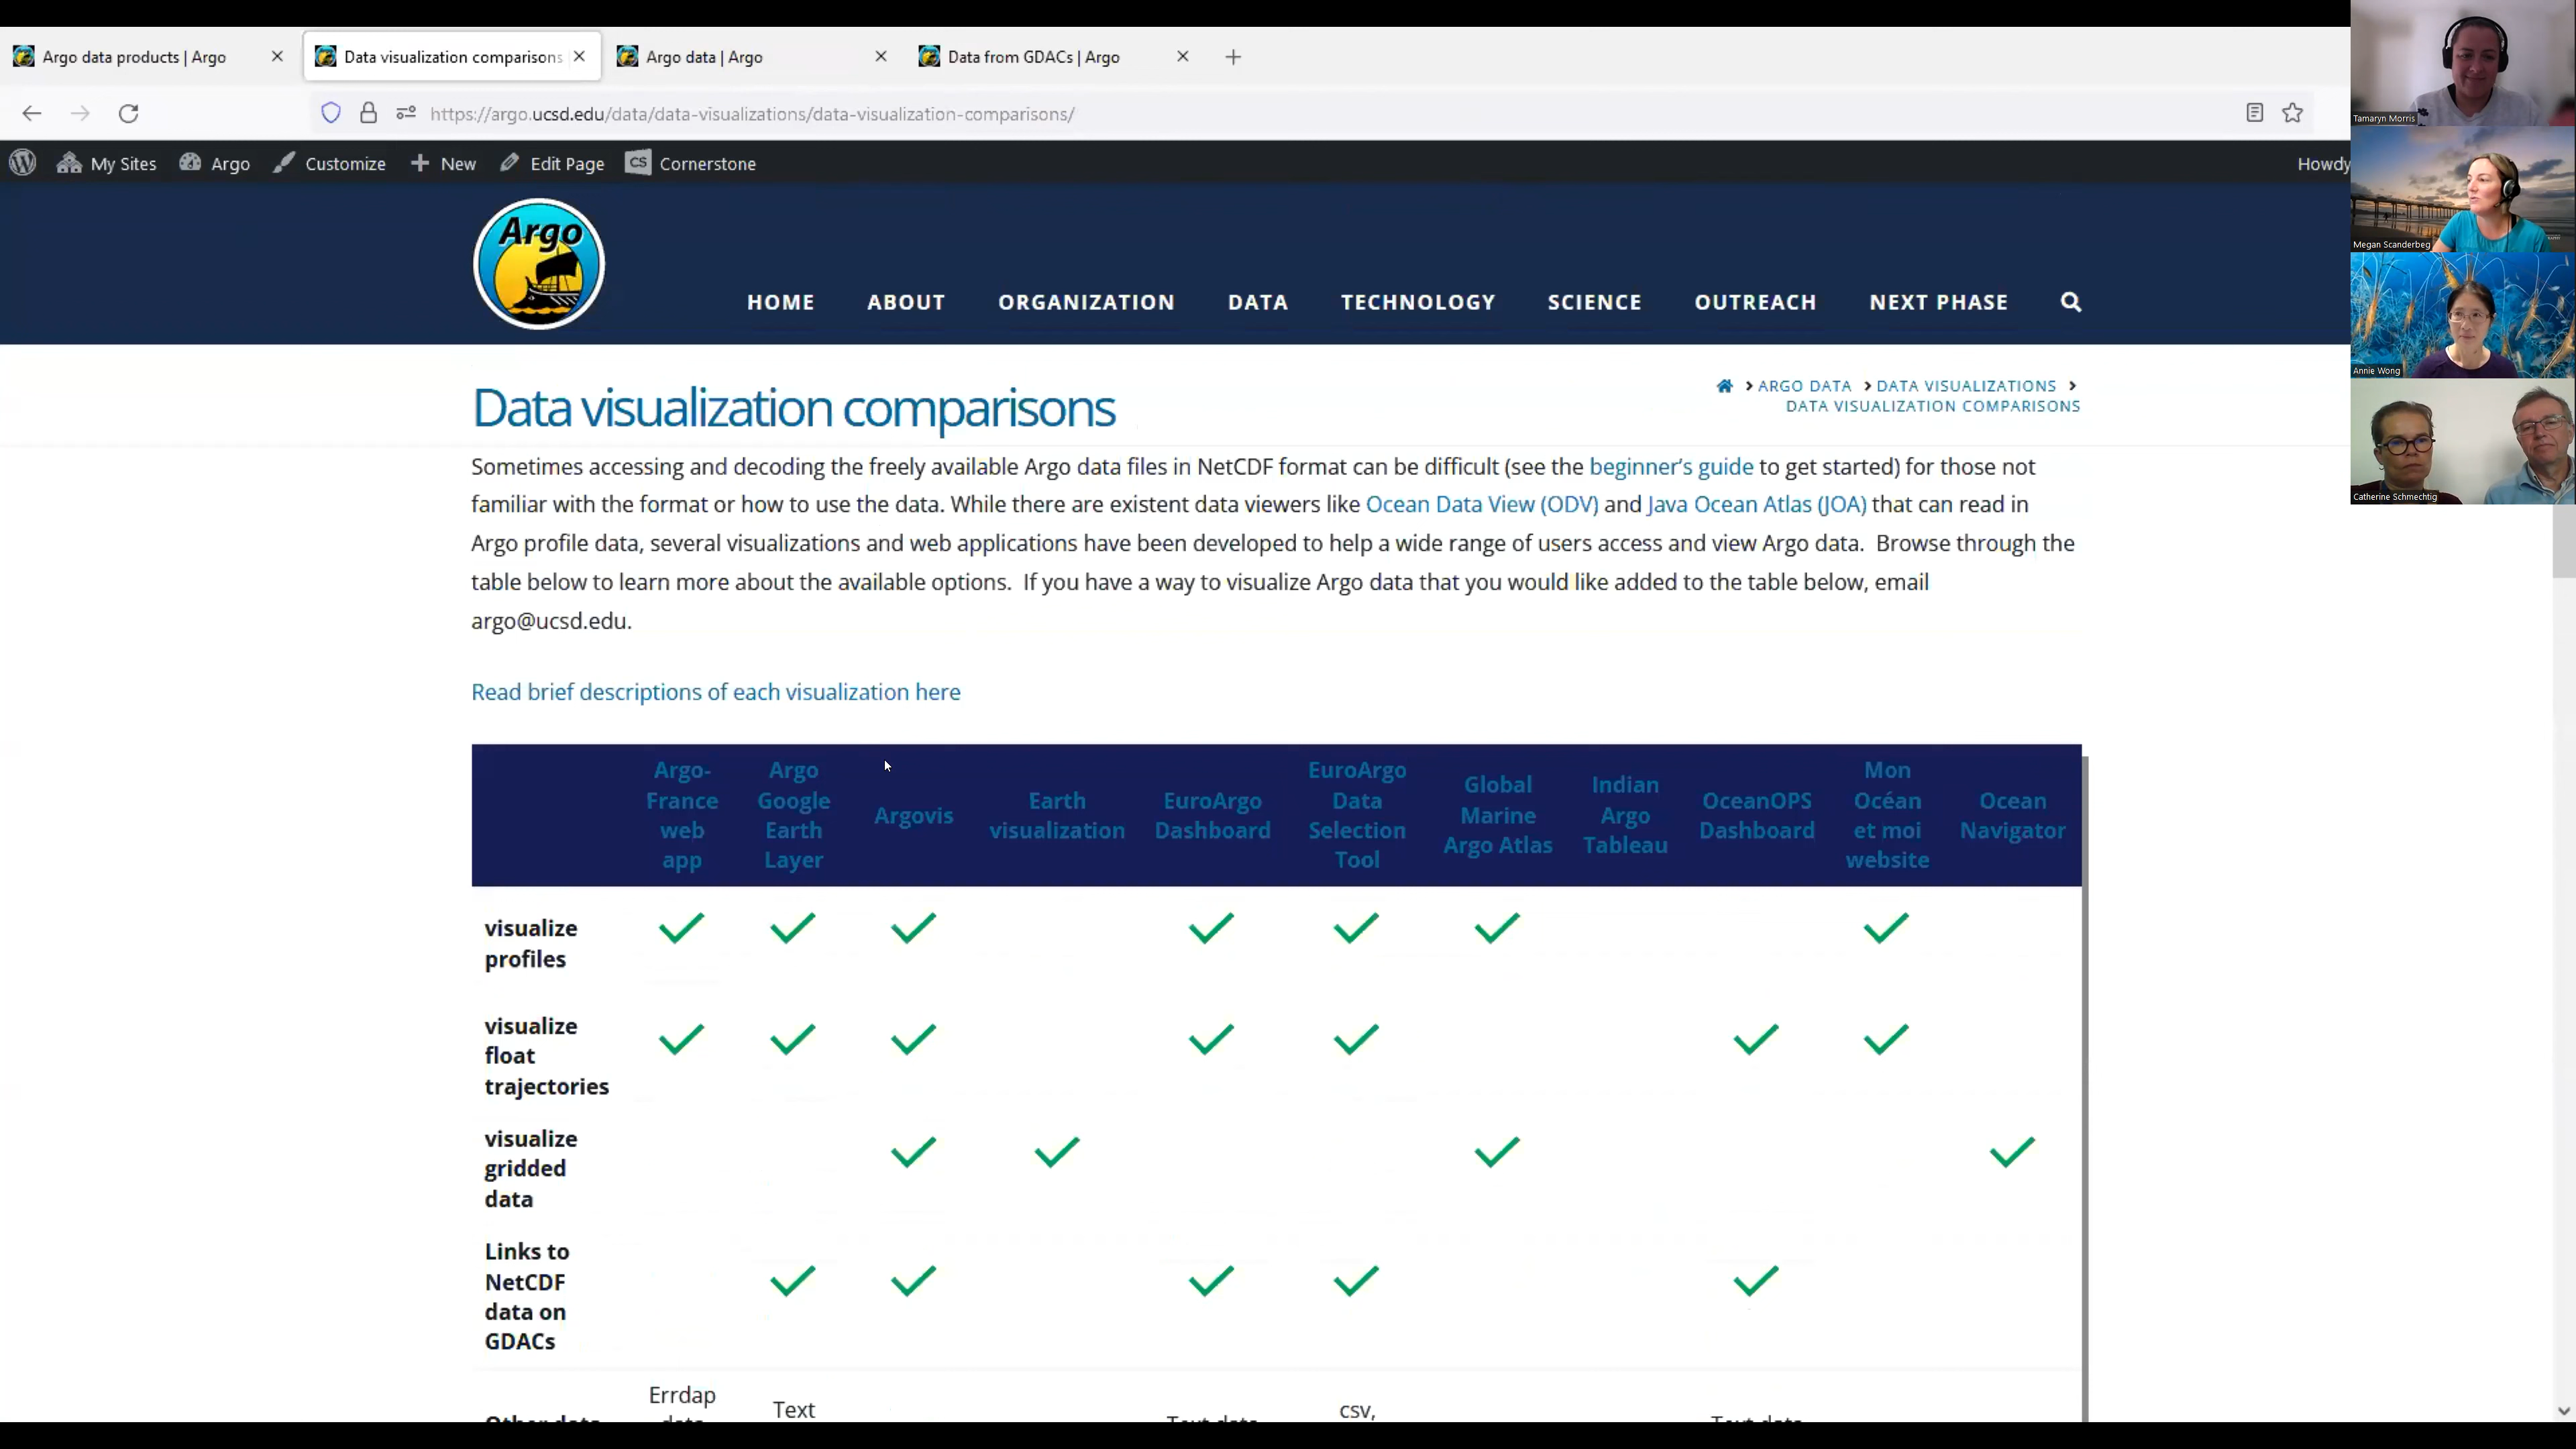 Argo data products | Argo
Data visualization comparisons
Argo data | Argo
Data from GDACs | Argo
https://argo.ucsd.edu/data/data-visualizations/data-visualization-comparisons/
My Sites
Argo
Customize
New
Edit Page
CS Cornerstone
Howdy
Argo
HOME
ABOUT
ORGANIZATION
DATA
TECHNOLOGY
SCIENCE
OUTREACH
NEXT PHASE
Data visualization comparisons
ARGO DATA > DATA VISUALIZATIONS >
DATA VISUALIZATION COMPARISONS
Sometimes accessing and decoding the freely available Argo data files in NetCDF format can be difficult (see the beginner's guide to get started) for those not
familiar with the format or how to use the data. While there are existent data viewers like Ocean Data View (ODV) and Java Ocean Atlas (JOA) that can read in
Argo profile data, several visualizations and web applications have been developed to help a wide range of users access and view Argo data. Browse through the
table below to learn more about the available options. If you have a way to visualize Argo data that you would like added to the table below, email
argo@ucsd.edu.
Read brief descriptions of each visualization here
Argo-
France
web
app
Argo
Google
Earth
Layer
Argovis
Earth
visualization
EuroArgo
Dashboard
EuroArgo
Data
Selection
Tool
Global
Marine
Argo Atlas
Indian
Argo
Tableau
OceanOPS
Dashboard
Mon
Océan
et moi
website
Ocean
Navigator
visualize
profiles
visualize
float
trajectories
visualize
gridded
data
Links to
NetCDF
data on
GDACs
Other data
Errdap
data
Text
Text data
csv,
Text data
Tamaryn Morris
Megan Scanderbeg
Annie Wong
Catherine Schmechtig